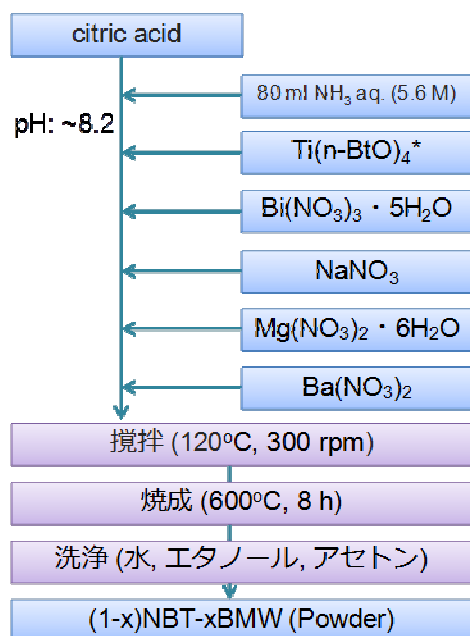 citric acid
80 ml NH₃ aq. (5.6 M)
pH: ~8.2
Ti(n-BtO)₄*
Bi(NO₃)₃・5H₂O
NaNO₃
Mg(NO₃)₂・6H₂O
Ba(NO₃)₂
撹拌 (120°C, 300 rpm)
焼成 (600°C, 8 h)
洗浄 (水, エタノール, アセトン)
(1-x)NBT-xBMW (Powder)